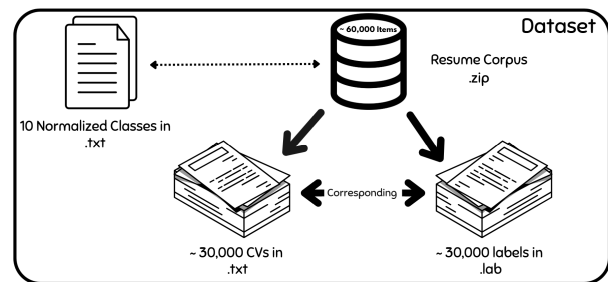 Dataset
~ 60,000 Items
Resume Corpus
.zip
10 Normalized Classes in
.txt
Corresponding
~ 30,000 CVs in
.txt
~ 30,000 labels in
.lab